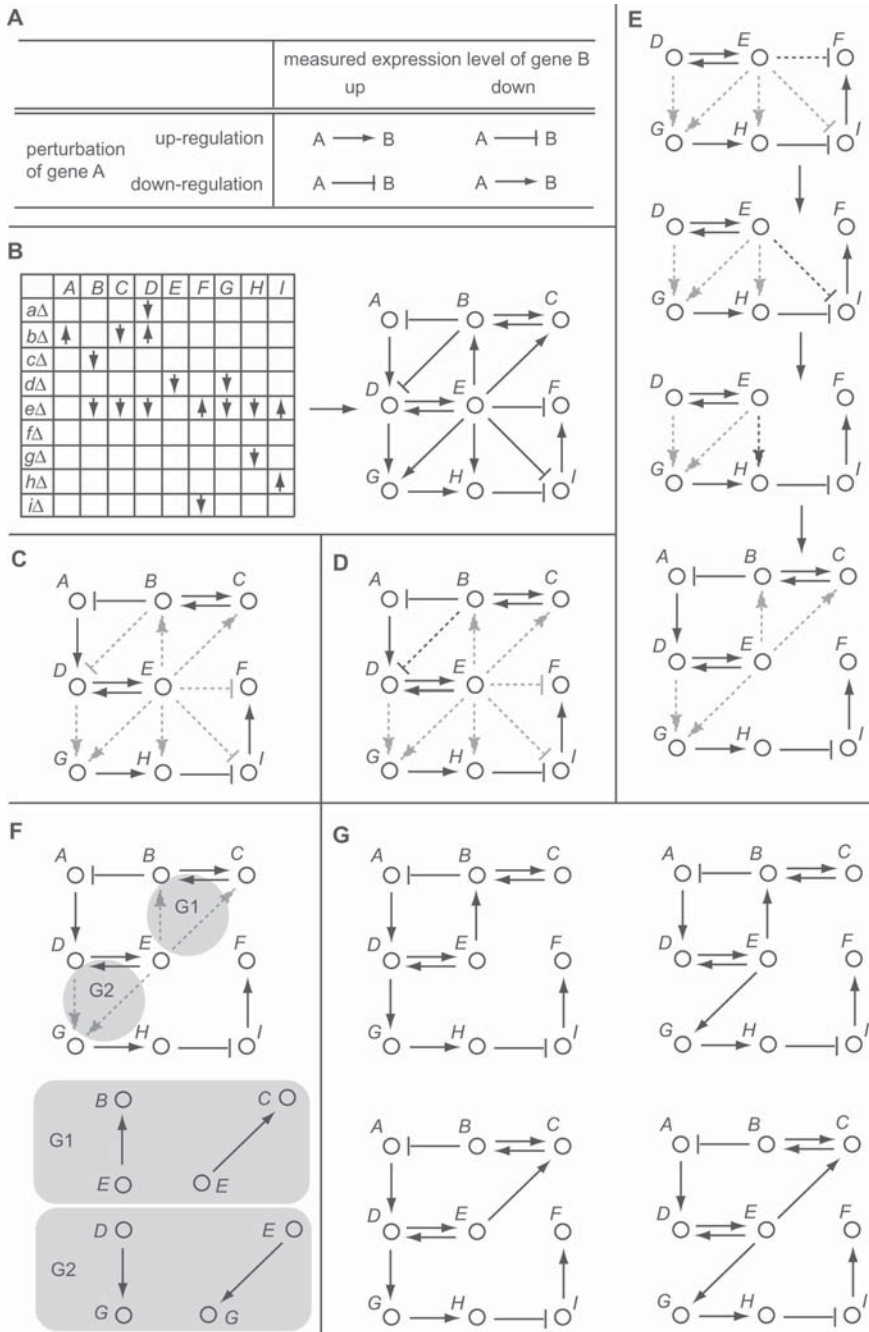 A
measured expression level of gene B
up down
perturbation of gene A
up-regulation A B A B
down-regulation A B A B
B
A B C D E F G H I
aΔ
bΔ
cΔ
dΔ
eΔ
fΔ
gΔ
hΔ
iΔ
A B C
D E F
G H I
C
A B C
D E F
G H I
D
A B C
D E F
G H I
E
D E F
G H I
D E F
G H I
D E F
G H I
A B C
D E F
G H I
F
A B C
G1
D E F
G2
G H I
G1
B C
E E
G2
D E
G G
G
A B C
D E F
G H I
A B C
D E F
G H I
A B C
D E F
G H I
A B C
D E F
G H I